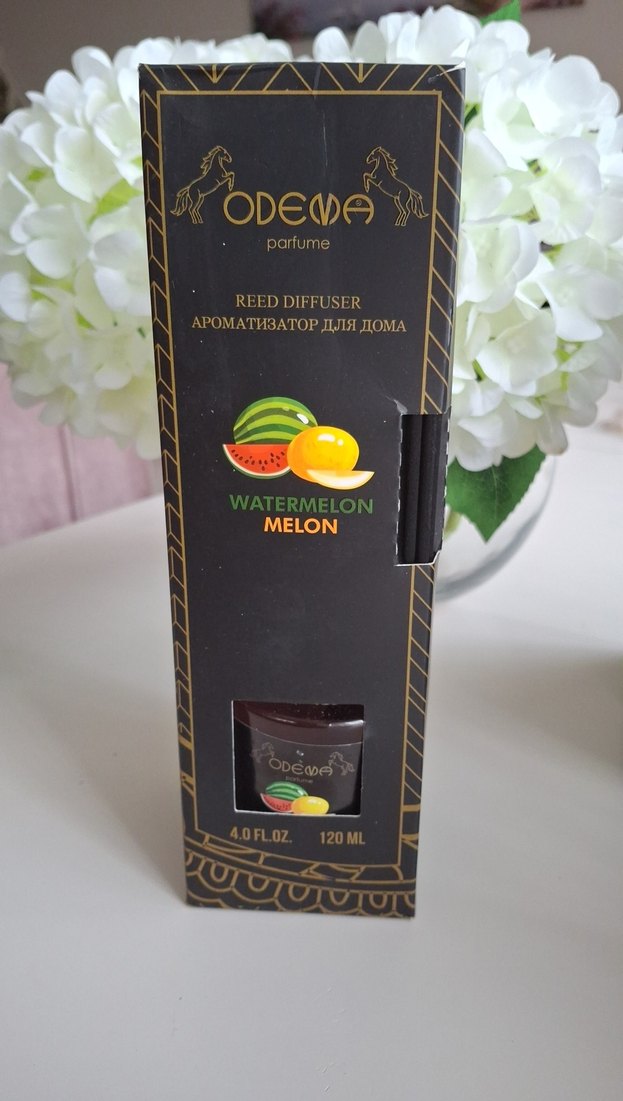 ODEMA
parfume
REED DIFFUSER
АРОМАТИЗАТОР ДЛЯ ДОМА
WATERMELON
MELON
ODEMA
parfume
4.0 FL.OZ. 120 ML